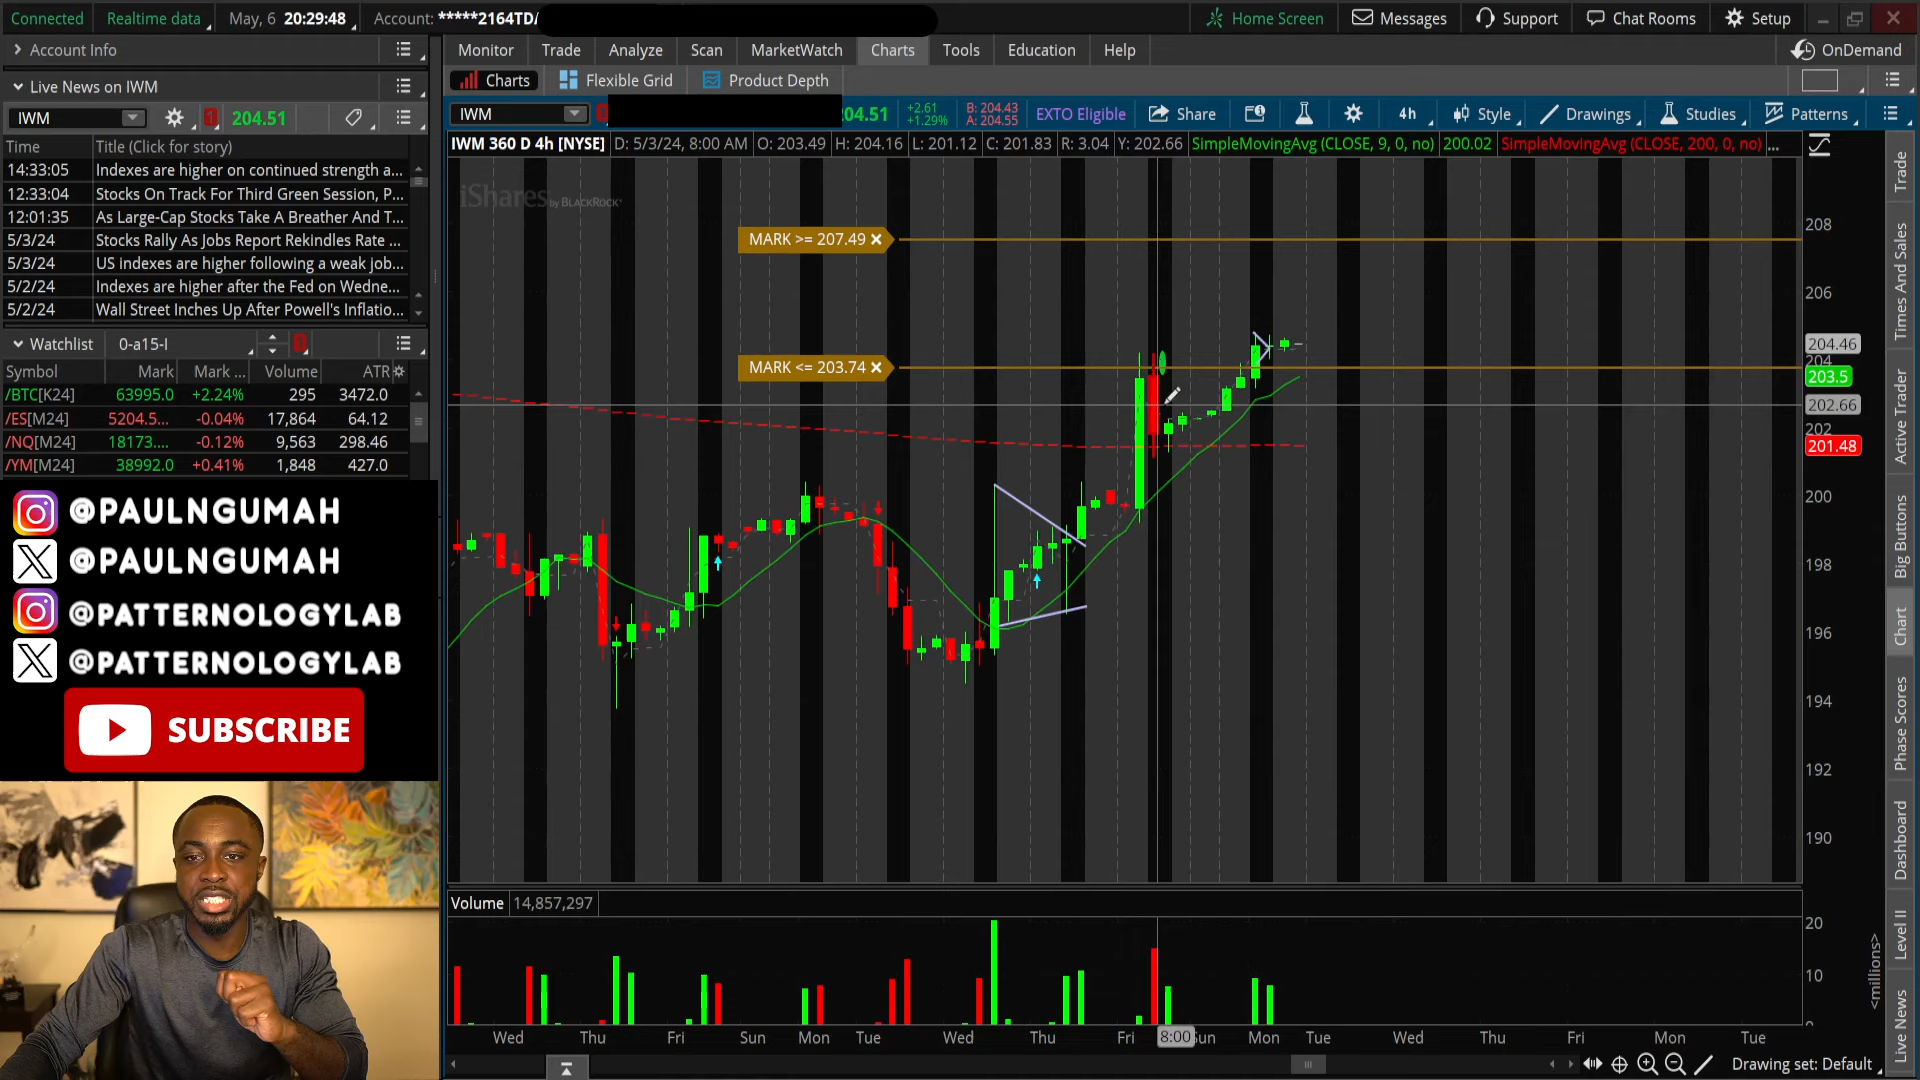 Connected
Realtime data
May, 6 20:29:48
Account: *****2164TDA
Home Screen
Messages
Support
Chat Rooms
Setup
Account Info
Monitor
Trade
Analyze
Scan
MarketWatch
Charts
Tools
Education
Help
OnDemand
Live News on IWM
Charts
Flexible Grid
Product Depth
IWM
1
204.51
IWM
204.51
+2.61
+1.29%
B: 204.43
A: 204.55
EXTO Eligible
Share
4h
Style
Drawings
Studies
Patterns
Time
Title (Click for story)
14:33:05 Indexes are higher on continued strength a...
12:33:04 Stocks On Track For Third Green Session, P...
12:01:35 As Large-Cap Stocks Take A Breather And T...
5/3/24 Stocks Rally As Jobs Report Rekindles Rate ...
5/3/24 US indexes are higher following a weak job...
5/2/24 Indexes are higher after the Fed on Wedne...
5/2/24 Wall Street Inches Up After Powell's Inflatio...
IWM 360 D 4h [NYSE] D: 5/3/24, 8:00 AM O: 203.49 H: 204.16 L: 201.12 C: 201.83 R: 3.04 Y: 202.66 SimpleMovingAvg (CLOSE, 9, 0, no) 200.02 SimpleMovingAvg (CLOSE, 200, 0, no) ...
iShares by BLACKROCK
MARK >= 207.49
MARK <= 203.74
208
206
204.46
204
203.5
202.66
202
201.48
200
198
196
194
192
190
Watchlist 0-a15-l
Symbol Mark Mark ... Volume ATR
/BTC[K24] 63995.0 +2.24% 295 3472.0
/ES[M24] 5204.5... -0.04% 17,864 64.12
/NQ[M24] 18173.... -0.12% 9,563 298.46
/YM[M24] 38992.0 +0.41% 1,848 427.0
@PAULNGUMAH
@PAULNGUMAH
@PATTERNOLOGYLAB
@PATTERNOLOGYLAB
SUBSCRIBE
Volume 14,857,297
20
10
<millions>
Wed Thu Fri Sun Mon Tue Wed Thu Fri 8:00 Sun Mon Tue Wed Thu Fri Mon Tue
Drawing set: Default
Trade
Times And Sales
Active Trader
Big Buttons
Chart
Phase Scores
Dashboard
Level II
Live News